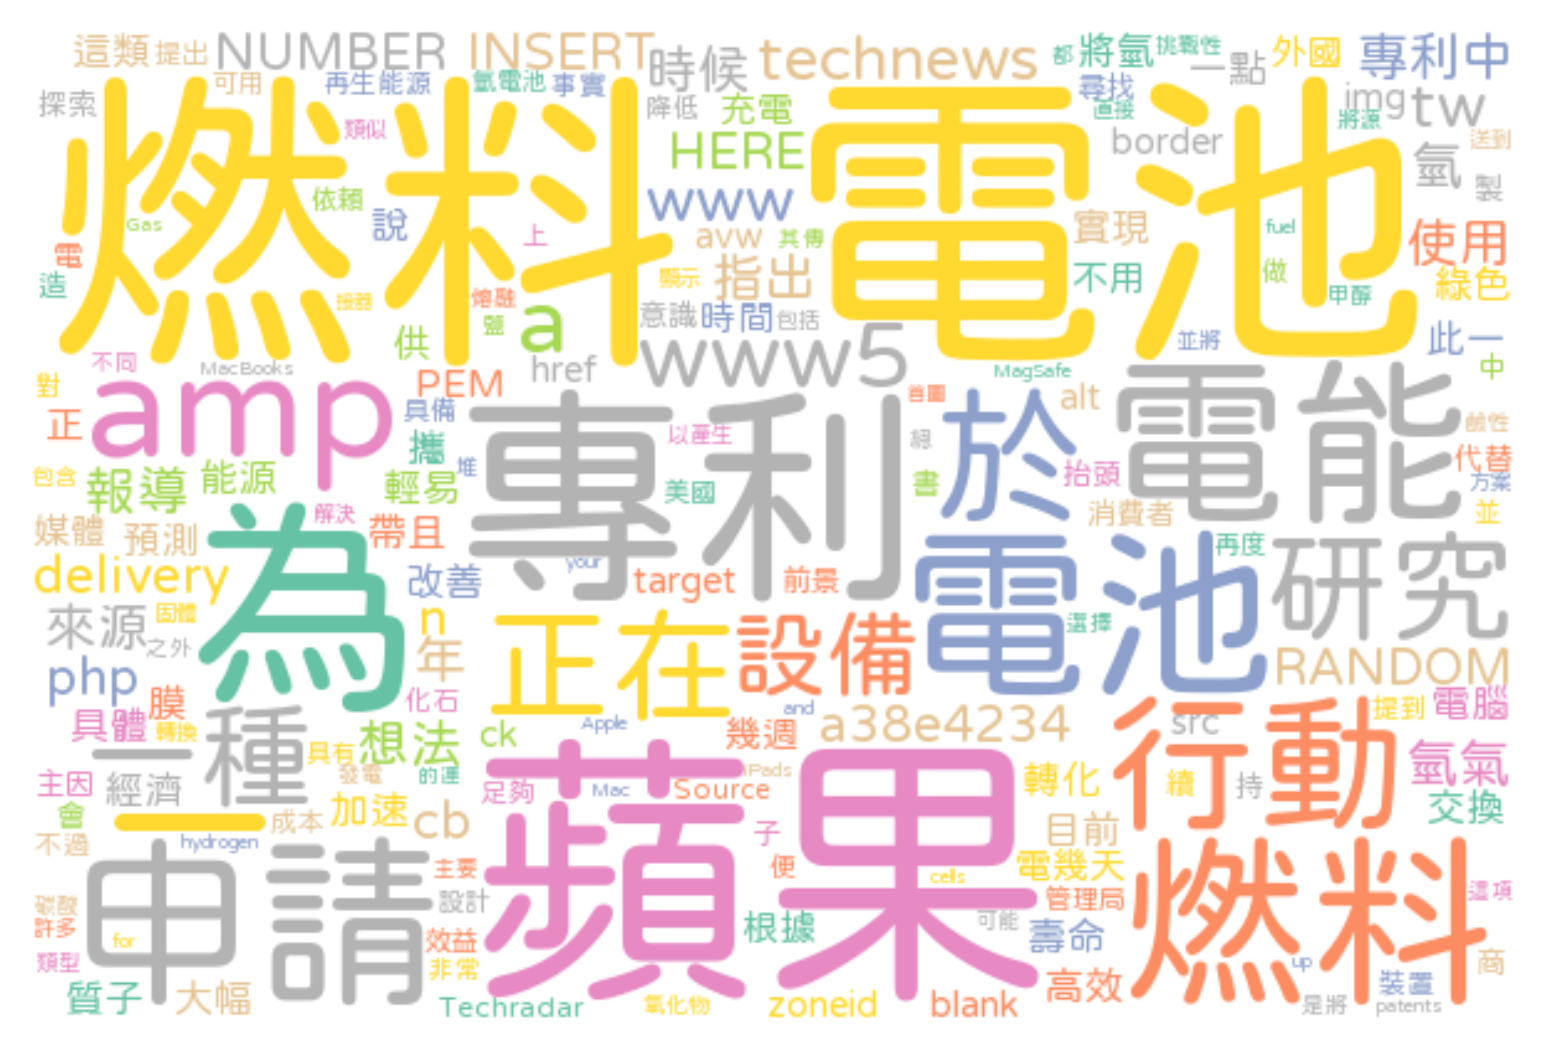 這類 提出 NUMBER INSERT 時候 technews 都 將氫 挑戰性 一點 外國 專利中
探索 可用 再生能源 氫電池 事實 降低 充電 尋找 直接 img tw
類似 HERE border 將源 送到
燃料電池
依賴 說 www 氫 製
Gas 電 上 avw 其傳 實現 fuel 使用
造 接器 熔融 顯示 指出 不用 做 甲醇 綠色
供 鹽 a 意識 時間 包括 並將 此一
不同 MacBooks href www5 MagSafe 中
對 amp PEM 首圖 alt 電能
正 具備 攜 以產生 總 於 鹼性
包含 報導 能源 堆 輕易 專利 美國 書 抬頭 代替 方案
媒體 預測 解決 帶且 消費者 並
delivery 為 改善 your target 前景 電池 再度 研究
來源 固體 之外 n 年 正在 設備 選擇 RANDOM
php 膜 化石 提到 電腦
具體 轉換 一種 具有 想法 ck Apple and 幾週 a38e4234 src 行動
主因 經濟 發電 的運 足夠 Mac iPads Source 轉化 續 持 氫氣
會 一 成本 加速 cb 子 目前 交換
不過 hydrogen 主要 蘋果 便 cells 電幾天 燃料
碳酸 申請 設計 管理局 這項
許多 for 效益 根據 可能 壽命
類型 非常 up 商
質子 大幅 Techradar 氧化物 zoneid blank 高效 是將 裝置 patents